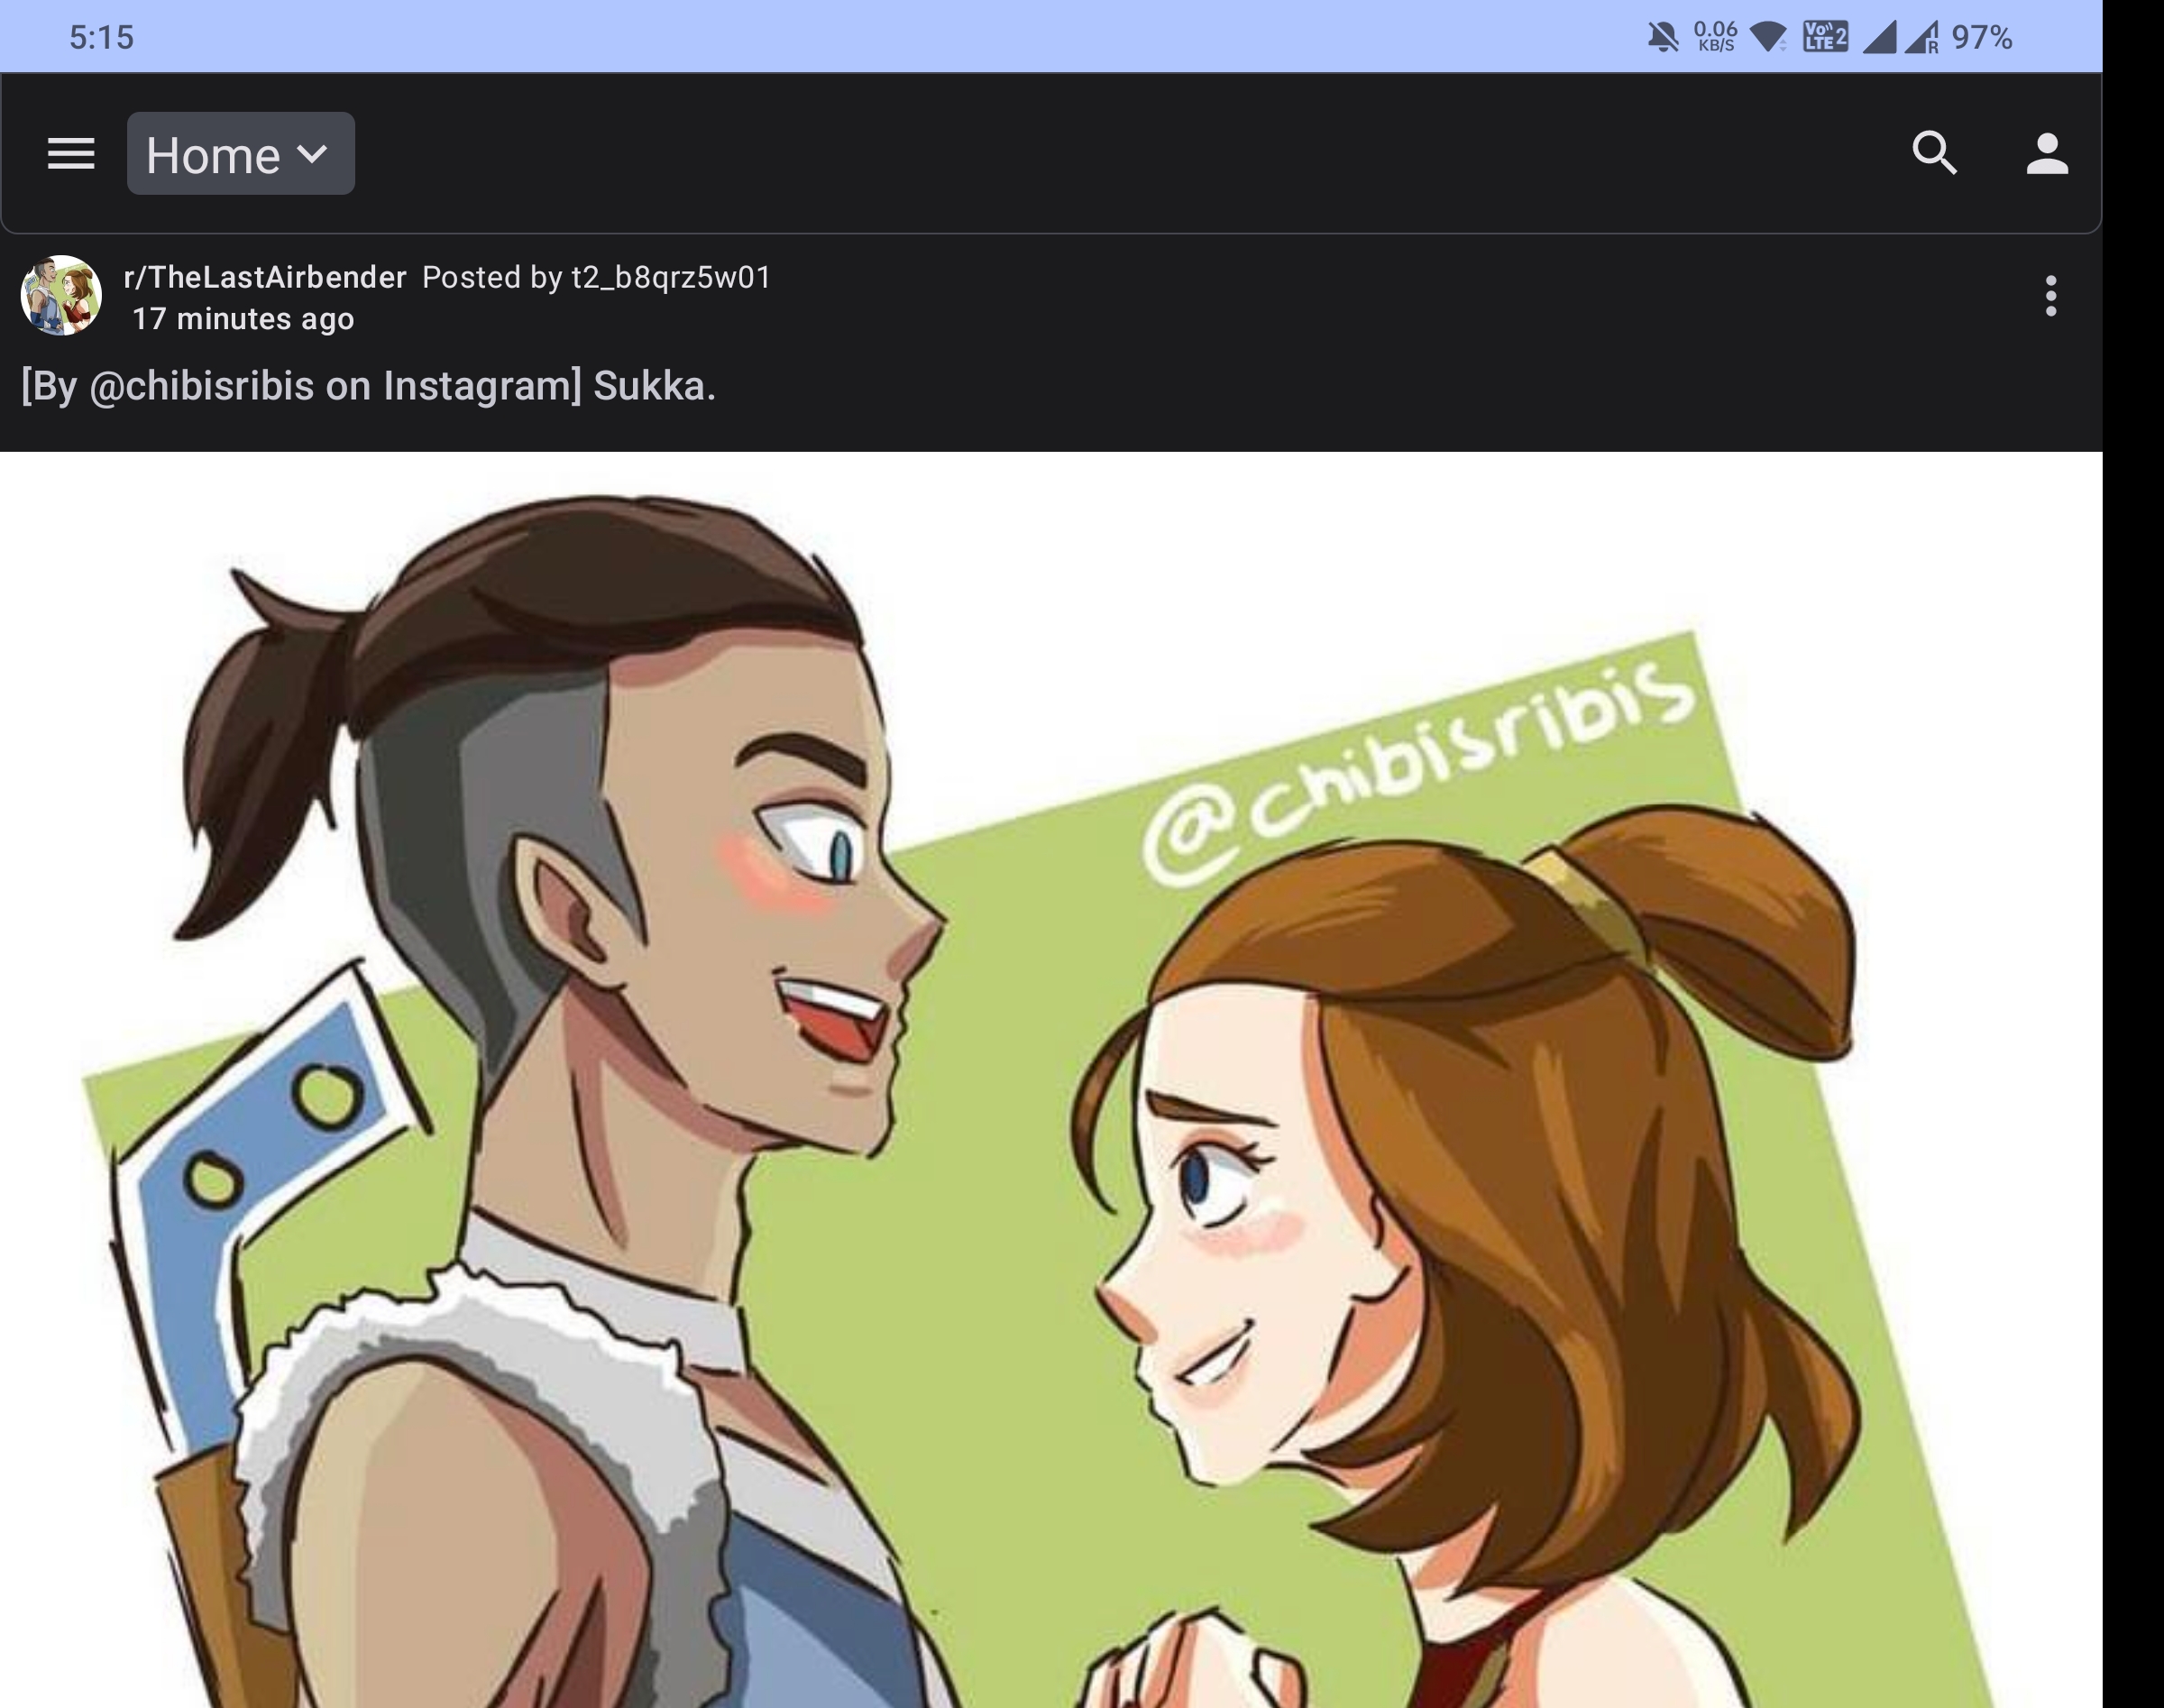 5:15
0.06
KB/S
Vo))
LTE 2
R
97%
Home
r/TheLastAirbender Posted by t2_b8qrz5w01
17 minutes ago
[By @chibisribis on Instagram] Sukka.
@chibisribis